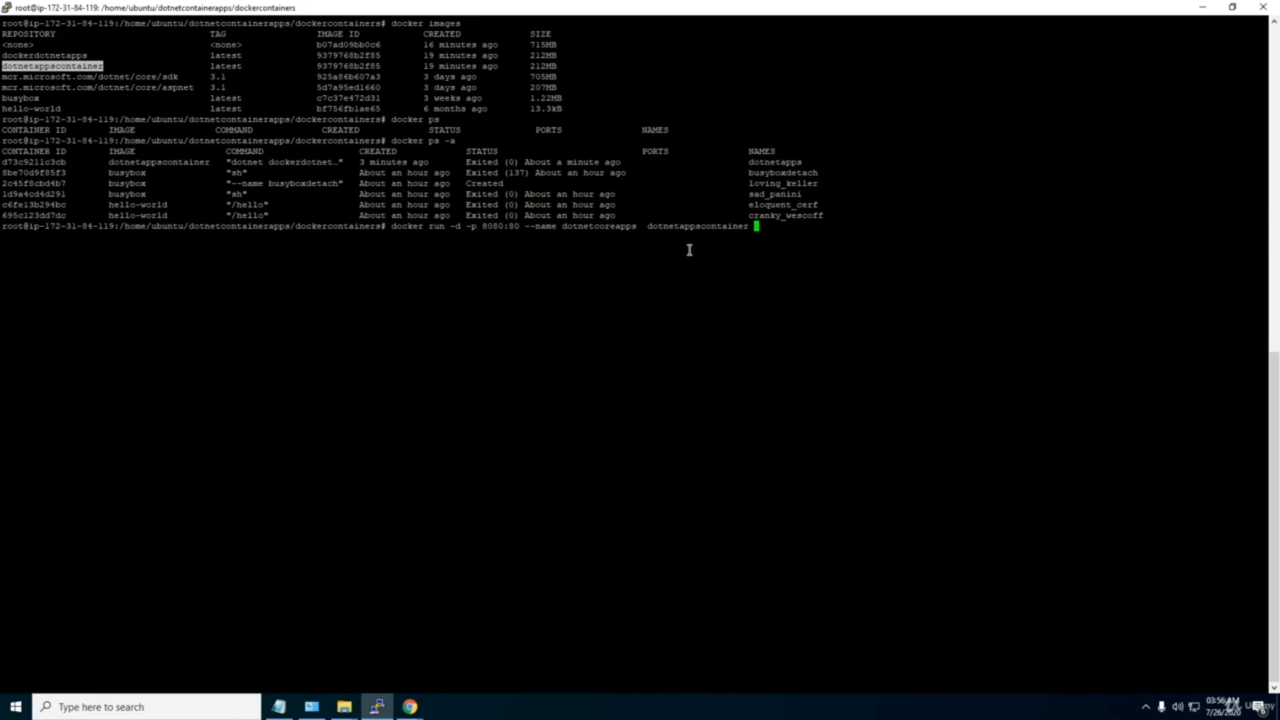 root@ip-172-31-84-119: /home/ubuntu/dotnetcontainerapps/dockercontainers
root@ip-172-31-84-119:/home/ubuntu/dotnetcontainerapps/dockercontainers# docker images
REPOSITORY TAG IMAGE ID CREATED SIZE
<none> <none> b07ad09bb0c6 16 minutes ago 715MB
dockerdotnetapps latest 9379768b2f85 19 minutes ago 212MB
dotnetappscontainer latest 9379768b2f85 19 minutes ago 212MB
mcr.microsoft.com/dotnet/core/sdk 3.1 925a86b607a3 3 days ago 705MB
mcr.microsoft.com/dotnet/core/aspnet 3.1 5d7a95ed1660 3 days ago 207MB
busybox latest c7c37e472d31 3 weeks ago 1.22MB
hello-world latest bf756fb1ae65 6 months ago 13.3kB
root@ip-172-31-84-119:/home/ubuntu/dotnetcontainerapps/dockercontainers# docker ps
CONTAINER ID IMAGE COMMAND CREATED STATUS PORTS NAMES
root@ip-172-31-84-119:/home/ubuntu/dotnetcontainerapps/dockercontainers# docker ps -a
CONTAINER ID IMAGE COMMAND CREATED STATUS PORTS NAMES
d73c9211c3cb dotnetappscontainer "dotnet dockerdotnet…" 3 minutes ago Exited (0) About a minute ago dotnetapps
8be70d9f85f3 busybox "sh" About an hour ago Exited (137) About an hour ago busyboxdetach
2c45f8cbd4b7 busybox "--name busyboxdetach" About an hour ago Created loving_keller
1d9a4cd4d291 busybox "sh" About an hour ago Exited (0) About an hour ago sad_panini
c6fe13b294bc hello-world "/hello" About an hour ago Exited (0) About an hour ago eloquent_cerf
695c123dd7dc hello-world "/hello" About an hour ago Exited (0) About an hour ago cranky_wescoff
root@ip-172-31-84-119:/home/ubuntu/dotnetcontainerapps/dockercontainers# docker run -d -p 8080:80 --name dotnetcoreapps dotnetappscontainer
Type here to search
03:56 AM
7/26/2020